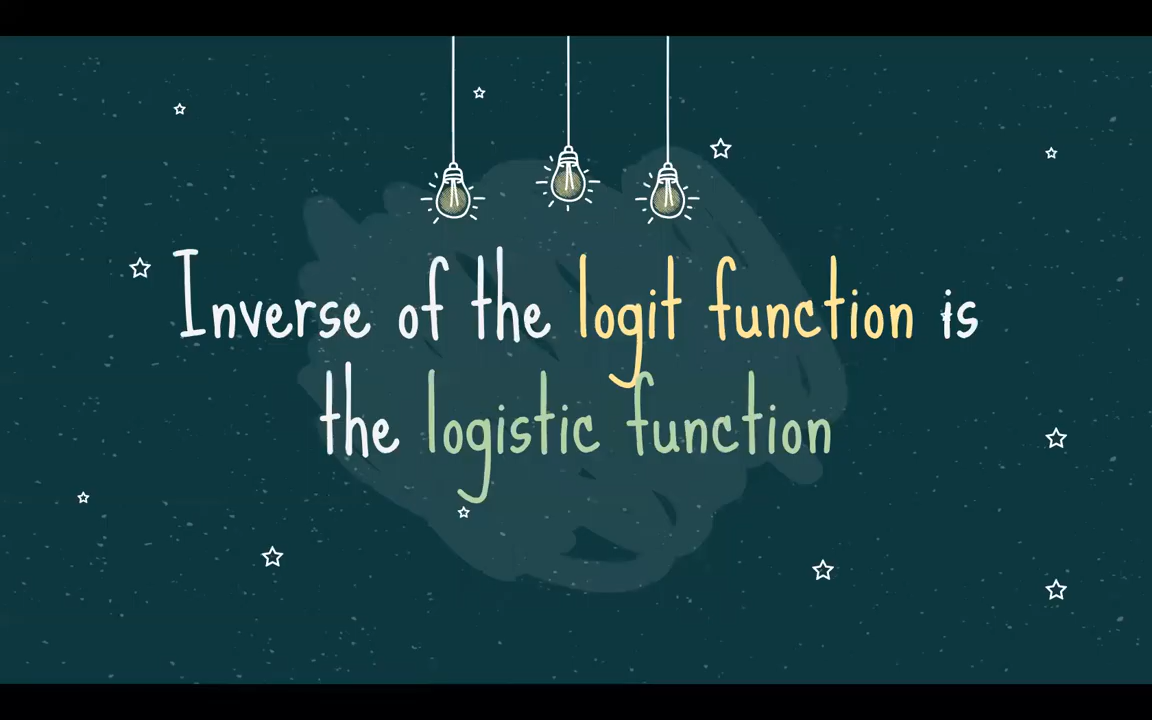 Inverse of the logit function is
the logistic function